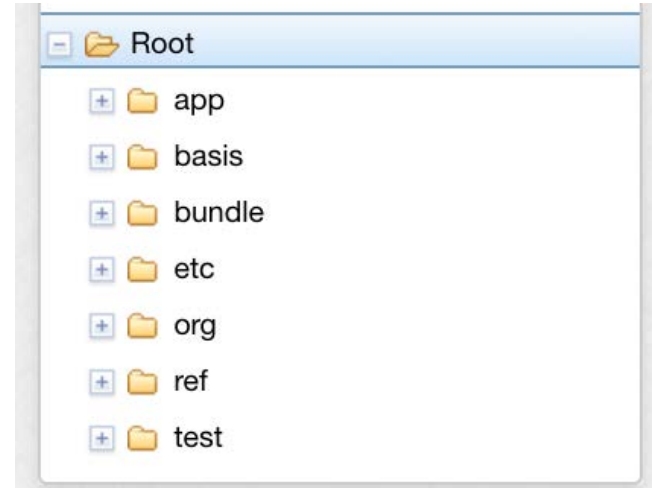 Root
app
basis
bundle
etc
org
ref
test